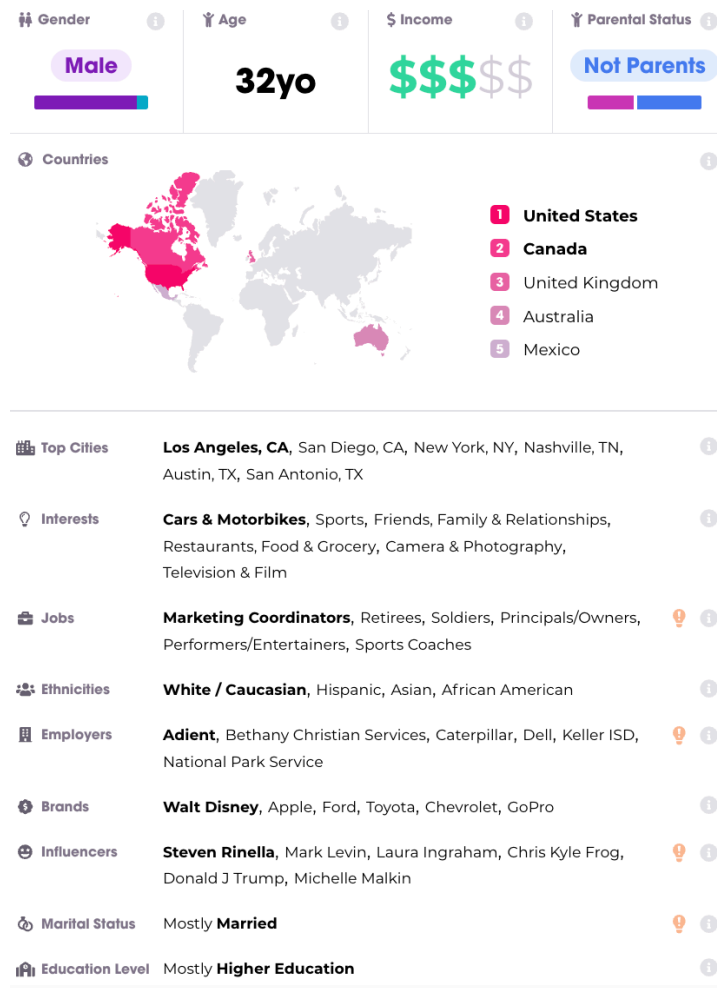 Gender
Male
Age
32yo
$ Income
$$$$$
Parental Status
Not Parents
Countries
1 United States
2 Canada
3 United Kingdom
4 Australia
5 Mexico
Top Cities
Los Angeles, CA, San Diego, CA, New York, NY, Nashville, TN,
Austin, TX, San Antonio, TX
Interests
Cars & Motorbikes, Sports, Friends, Family & Relationships,
Restaurants, Food & Grocery, Camera & Photography,
Television & Film
Jobs
Marketing Coordinators, Retirees, Soldiers, Principals/Owners,
Performers/Entertainers, Sports Coaches
Ethnicities
White / Caucasian, Hispanic, Asian, African American
Employers
Adient, Bethany Christian Services, Caterpillar, Dell, Keller ISD,
National Park Service
Brands
Walt Disney, Apple, Ford, Toyota, Chevrolet, GoPro
Influencers
Steven Rinella, Mark Levin, Laura Ingraham, Chris Kyle Frog,
Donald J Trump, Michelle Malkin
Marital Status
Mostly Married
Education Level
Mostly Higher Education